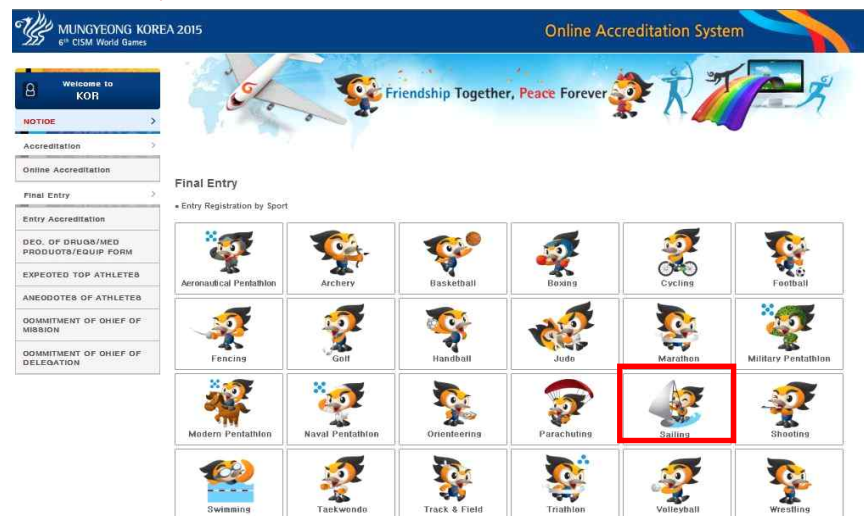 MUNGYEONG KOREA 2015
6th CISM World Games
Online Accreditation System
Welcome to
KOR
Friendship Together, Peace Forever
NOTICE
Accreditation
Online Accreditation
Final Entry
Entry Accreditation
DEO. OF DRUGS/MED
PRODUOTS/EQUIP FORM
EXPEOTED TOP ATHLETES
ANEODOTES OF ATHLETES
OOMMITMENT OF OHIEF OF
MISSION
OOMMITMENT OF OHIEF OF
DELEGATION
Final Entry
Entry Registration by Sport
Aeronautical Pentathlon
Archery
Basketball
Boxing
Cycling
Football
Fencing
Golf
Handball
Judo
Marathon
Military Pentathlon
Modern Pentathlon
Naval Pentathlon
Orienteering
Parachuting
Sailing
Shooting
Swimming
Taekwondo
Track & Field
Triathlon
Volleyball
Wrestling